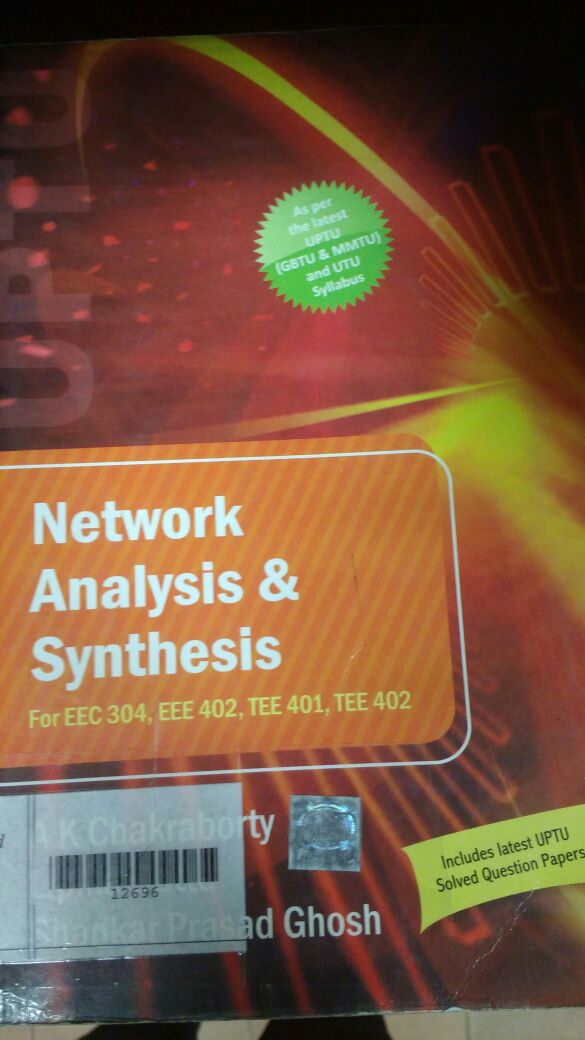 UPTU
As per
the latest
UPTU
(GBTU & MMTU)
and UTU
Syllabus
Network
Analysis &
Synthesis
For EEC 304, EEE 402, TEE 401, TEE 402
A K Chakraborty
12696
Shankar Prasad Ghosh
Includes latest UPTU
Solved Question Papers